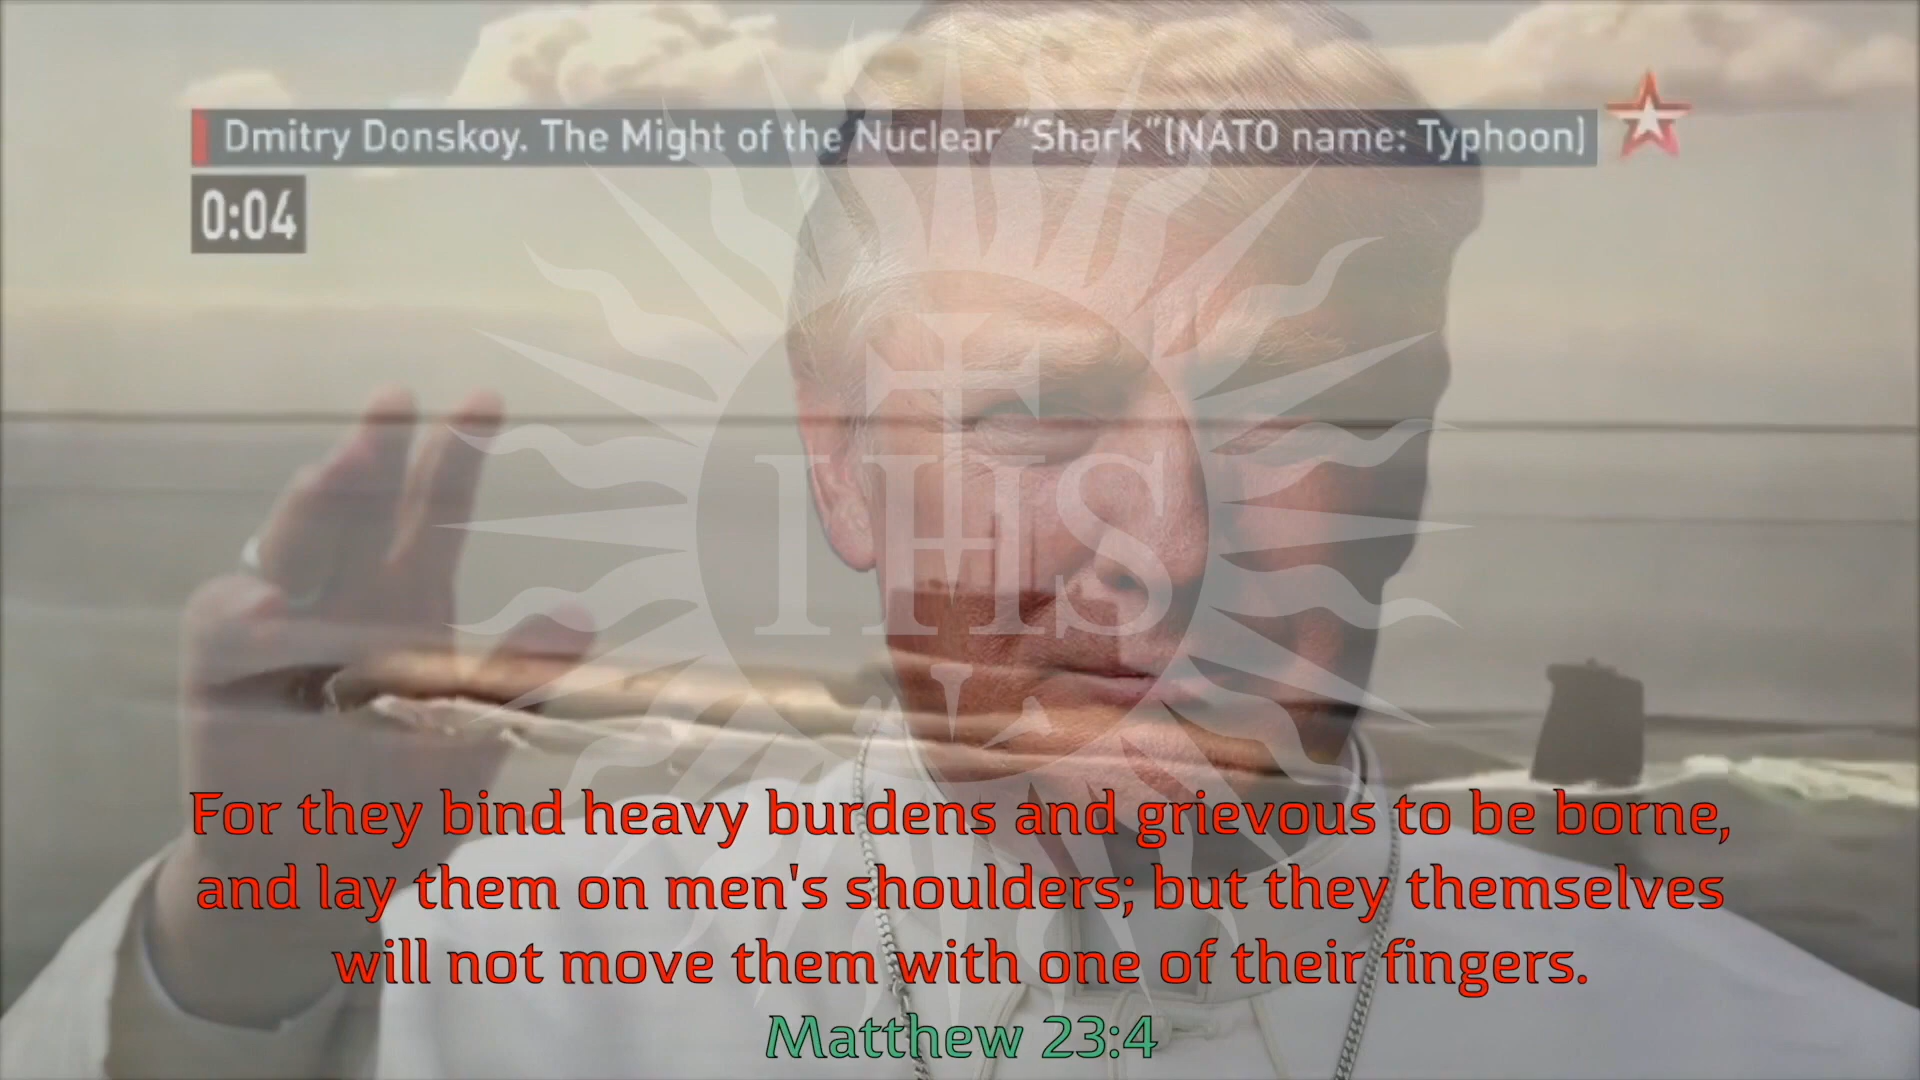 Dmitry Donskoy. The Might of the Nuclear "Shark"(NATO name: Typhoon)
0:04
IHS
For they bind heavy burdens and grievous to be borne,
and lay them on men's shoulders; but they themselves
will not move them with one of their fingers.
Matthew 23:4